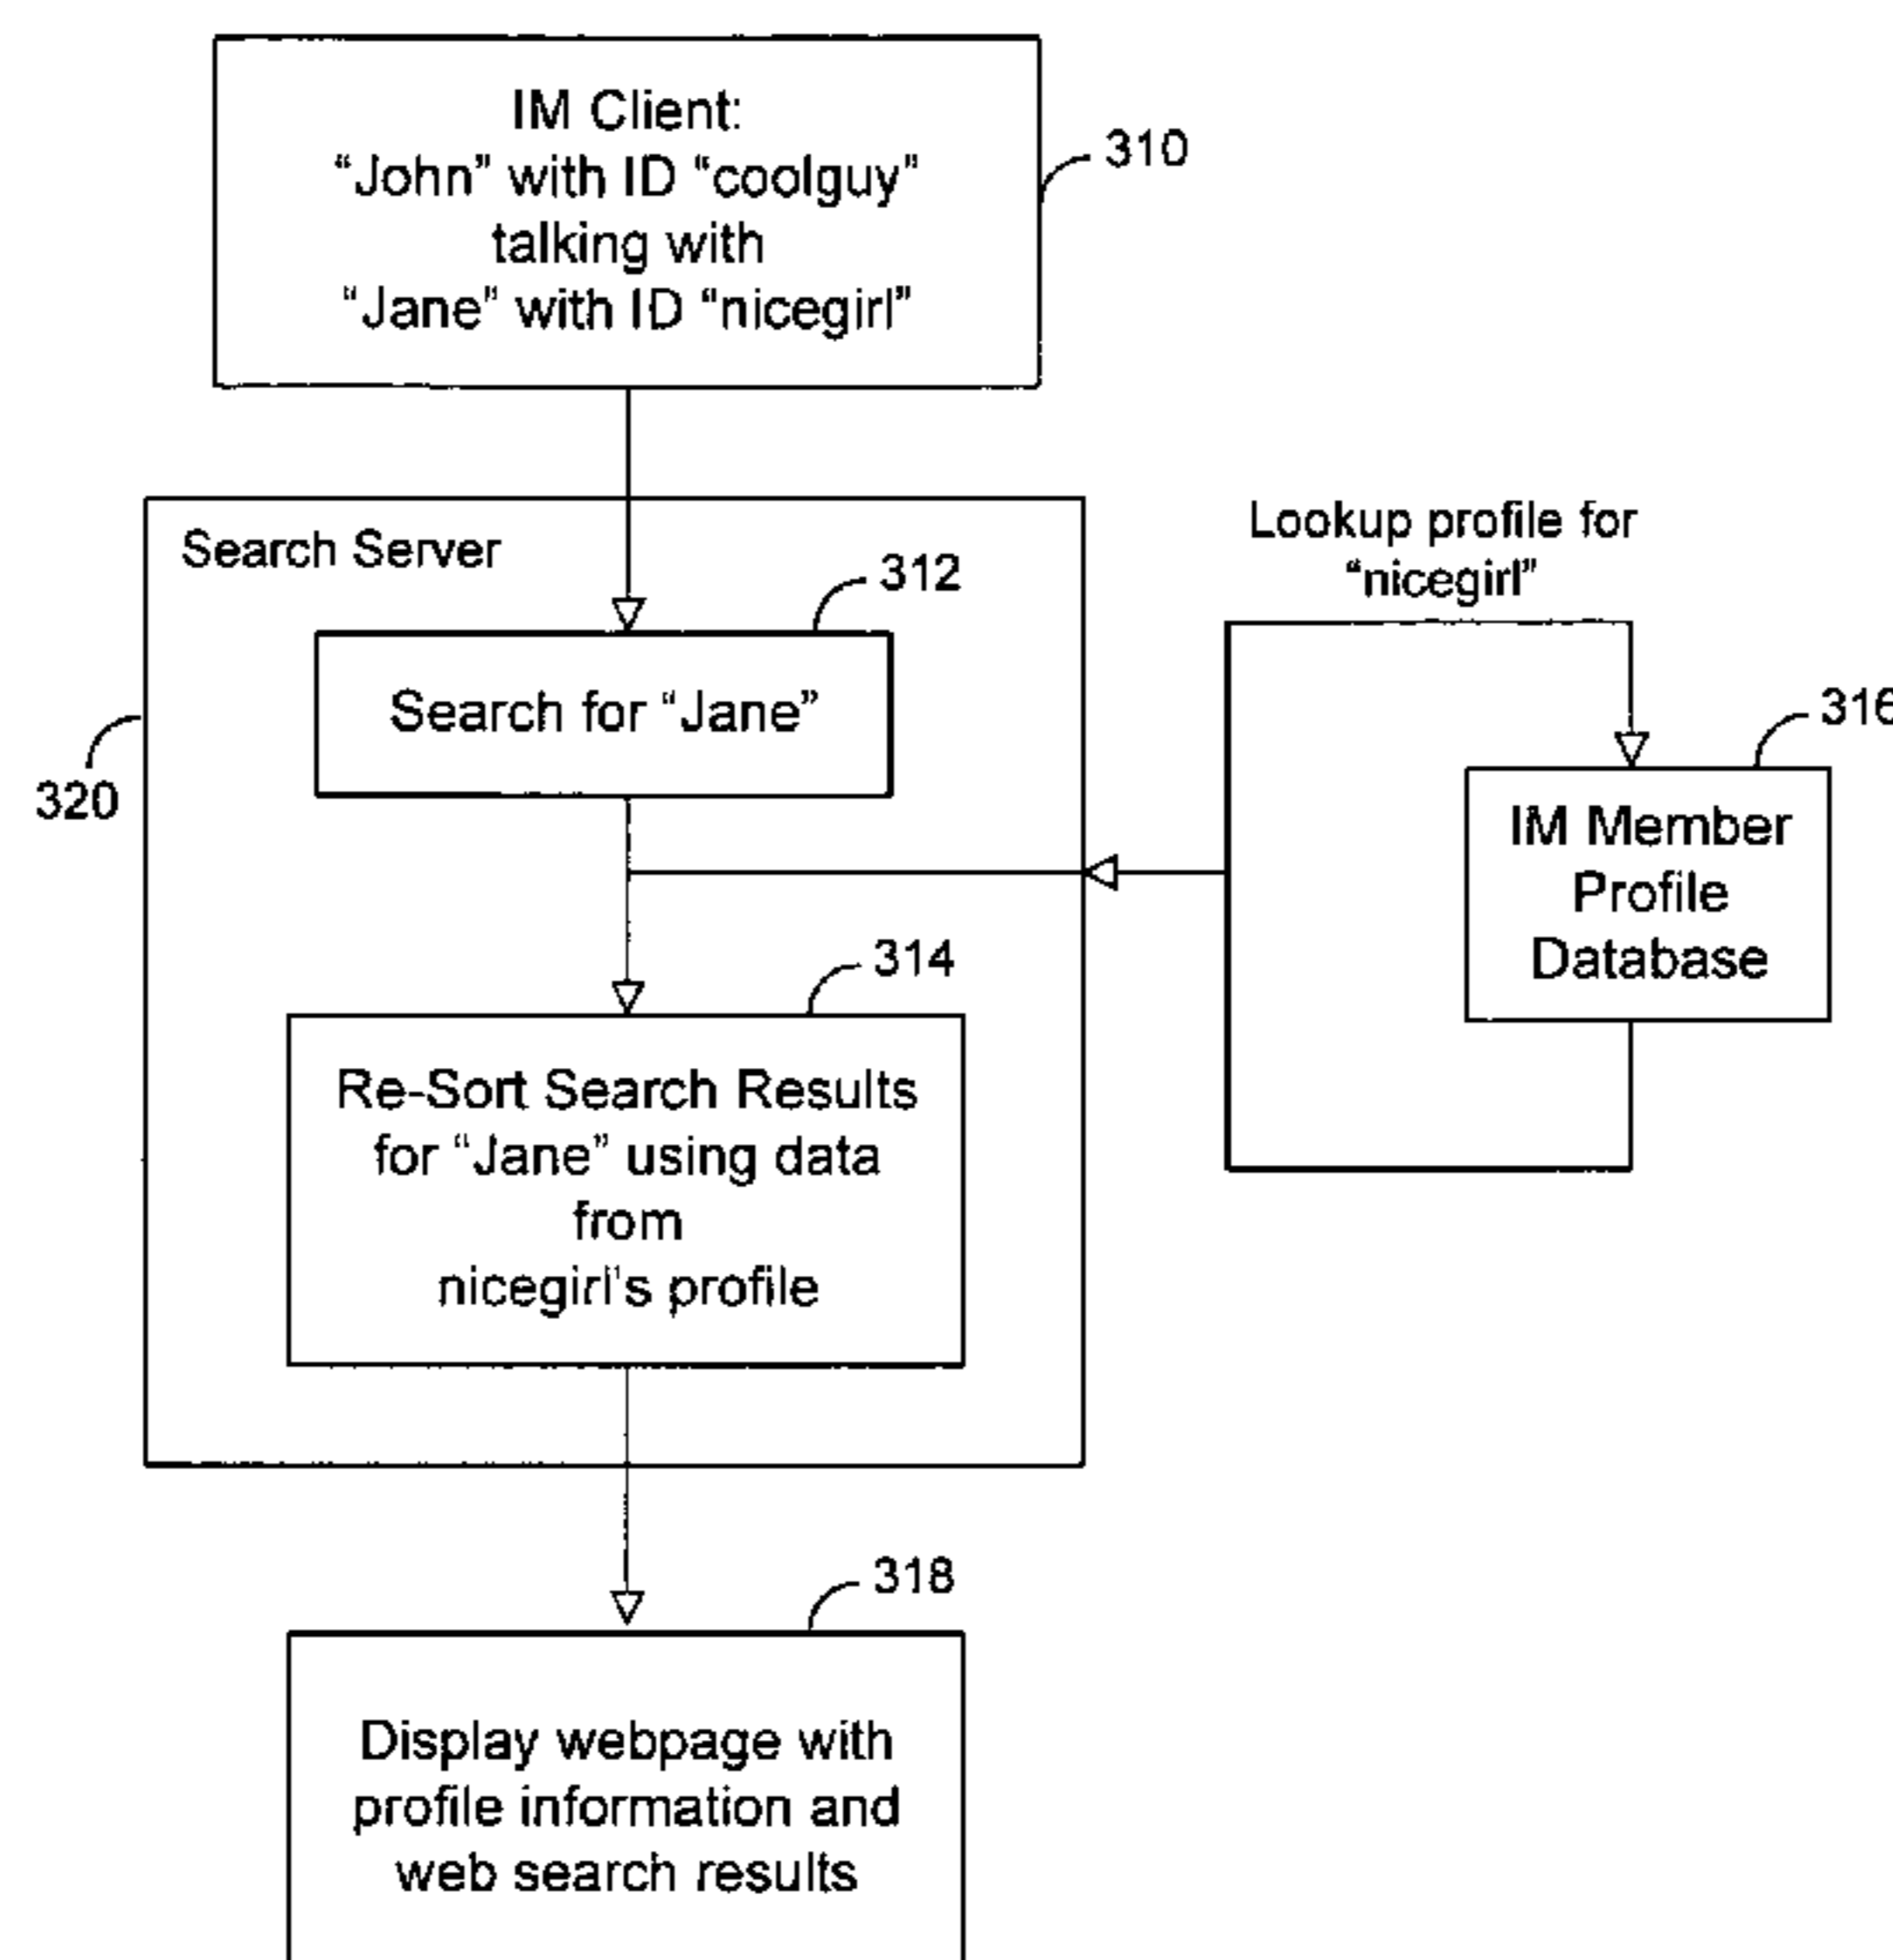 IM Client:
“John” with ID “coolguy”
talking with
“Jane” with ID “nicegirl”
310
Search Server
312
Search for “Jane”
320
Lookup profile for
“nicegirl”
316
IM Member
Profile
Database
314
Re-Sort Search Results
for “Jane” using data
from
nicegirl's profile
318
Display webpage with
profile information and
web search results